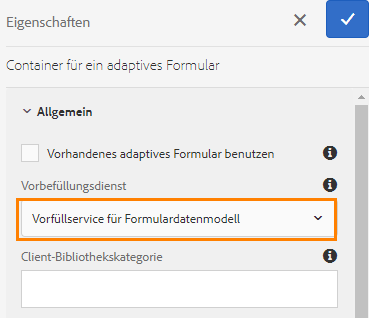 Eigenschaften
Container für ein adaptives Formular
Allgemein
Vorhandenes adaptives Formular benutzen
Vorbefüllungsdienst
Vorfüllservice für Formulardatenmodell
Client-Bibliothekskategorie